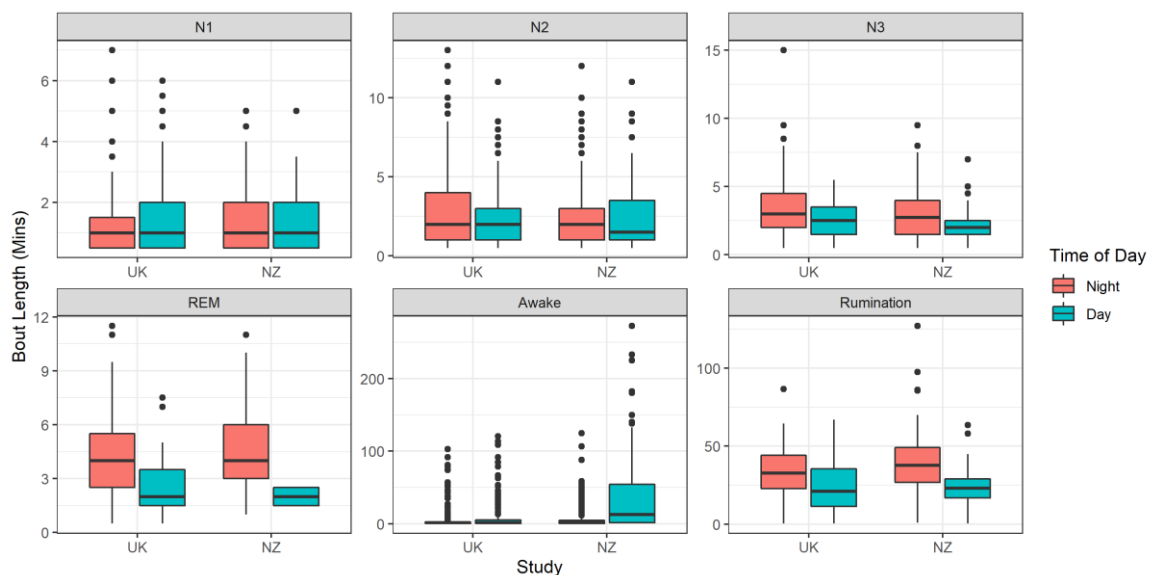 N1
N2
N3
6
4
2
10
5
0
15
10
5
0
UK
NZ
UK
NZ
UK
NZ
Bout Length (Mins)
REM
Awake
Rumination
12
9
6
3
0
200
100
0
100
50
0
UK
NZ
UK
NZ
UK
NZ
Study
Time of Day
Night
Day